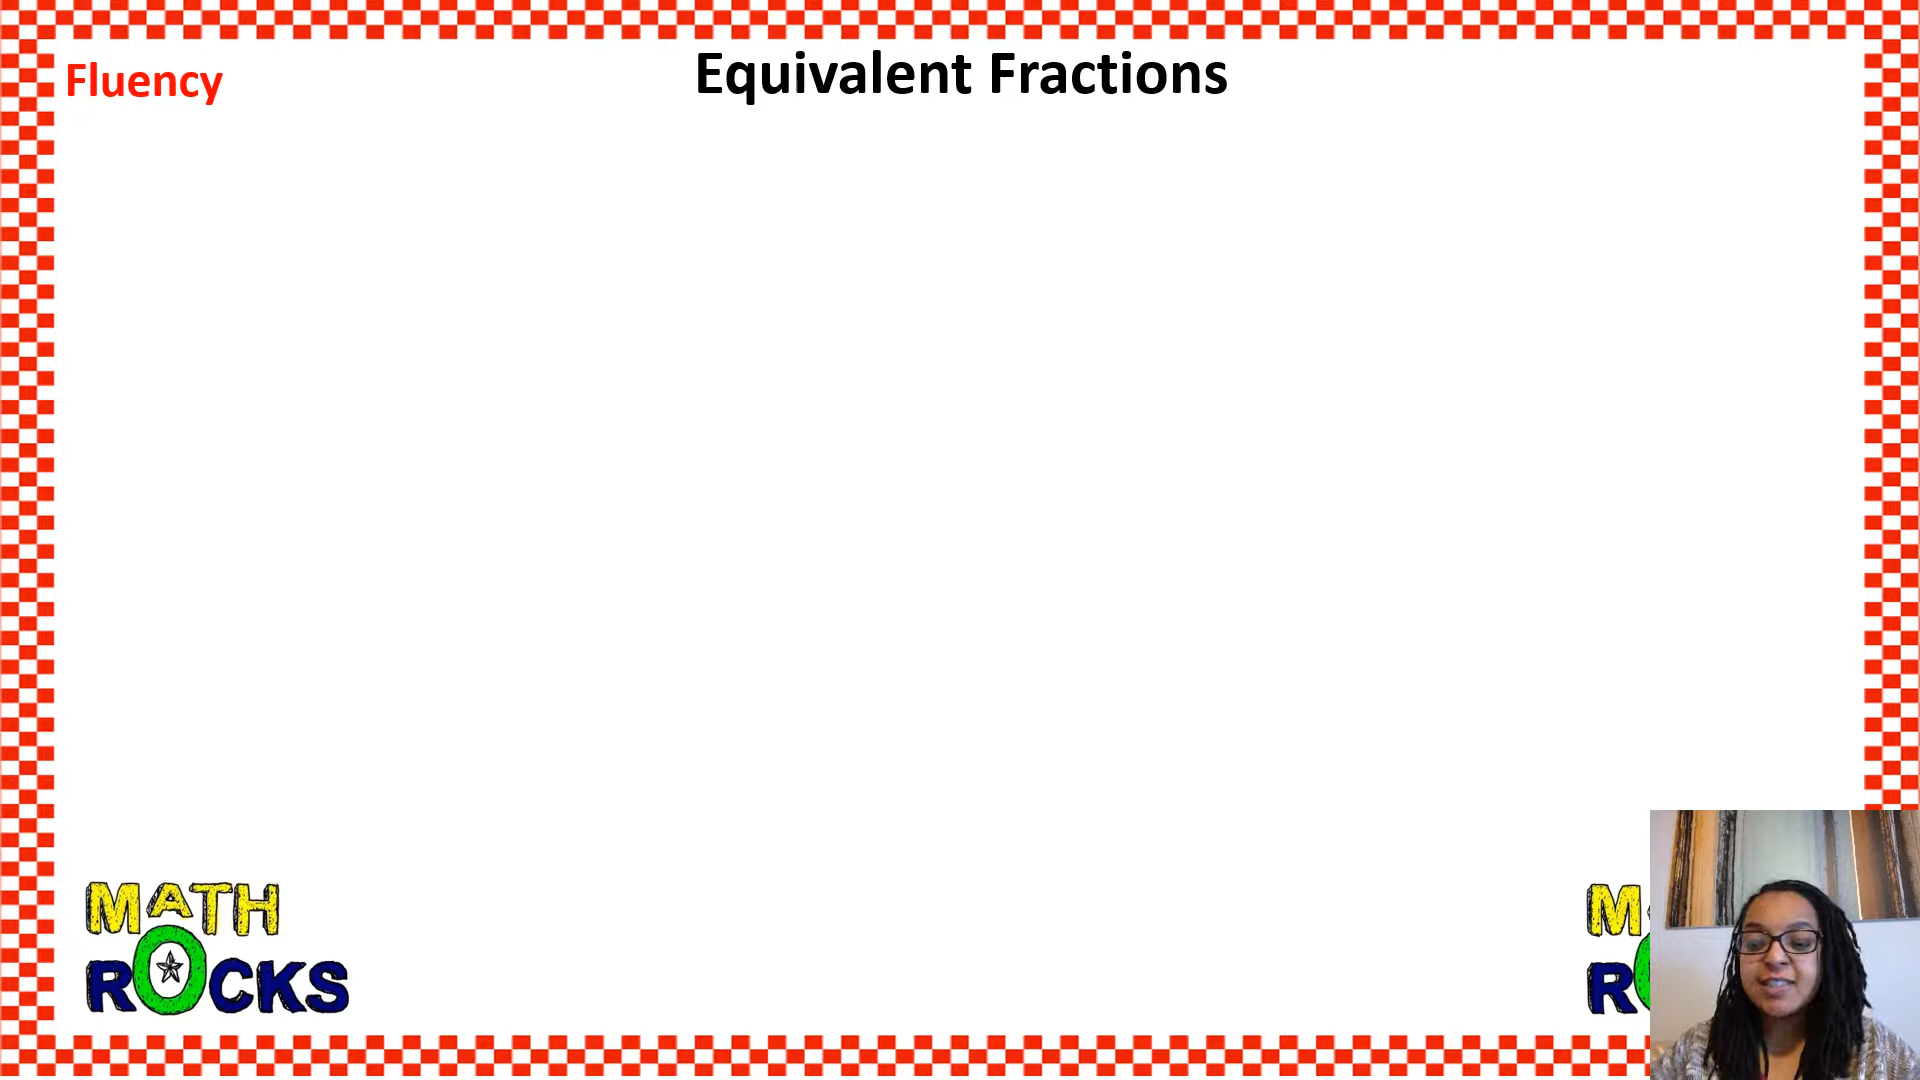 Fluency
Equivalent Fractions
MATH
ROCKS
M
R